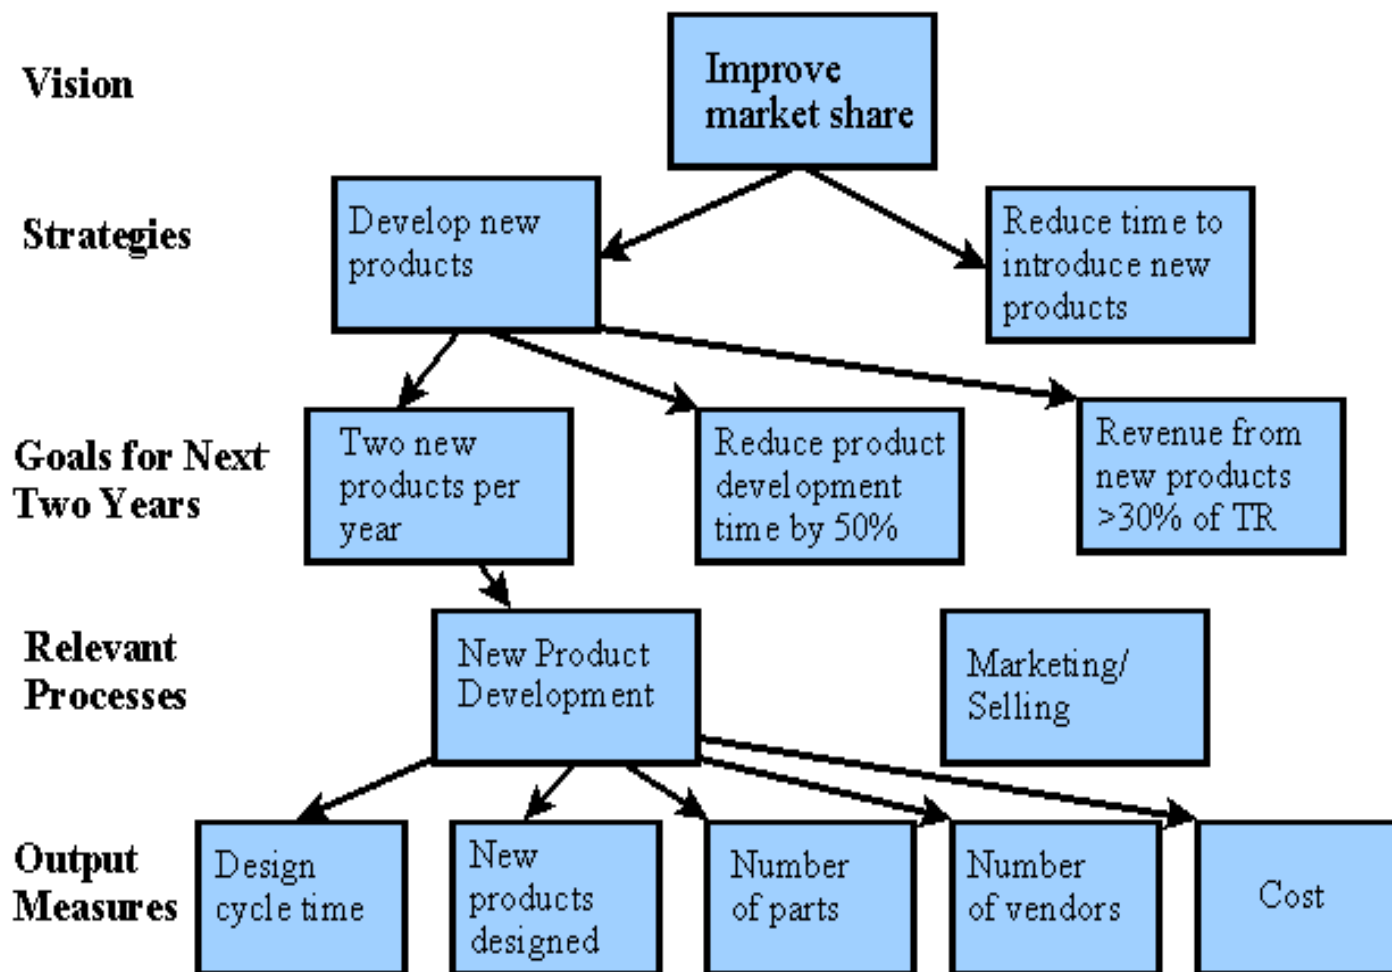 Vision
Improve
market share
Strategies
Develop new
products
Reduce time to
introduce new
products
Goals for Next
Two Years
Two new
products per
year
Reduce product
development
time by 50%
Revenue from
new products
>30% of TR
Relevant
Processes
New Product
Development
Marketing/
Selling
Output
Measures
Design
cycle time
New
products
designed
Number
of parts
Number
of vendors
Cost